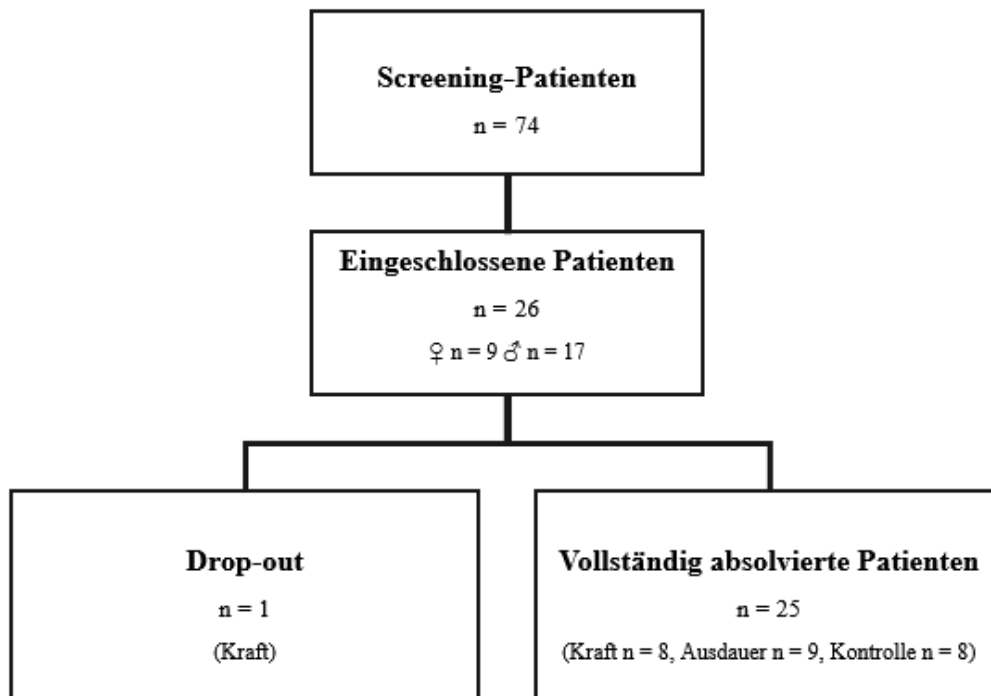 Screening-Patienten
n = 74
Eingeschlossene Patienten
n = 26
♀ n = 9 ♂ n = 17
Drop-out
n = 1
(Kraft)
Vollständig absolvierte Patienten
n = 25
(Kraft n = 8, Ausdauer n = 9, Kontrolle n = 8)